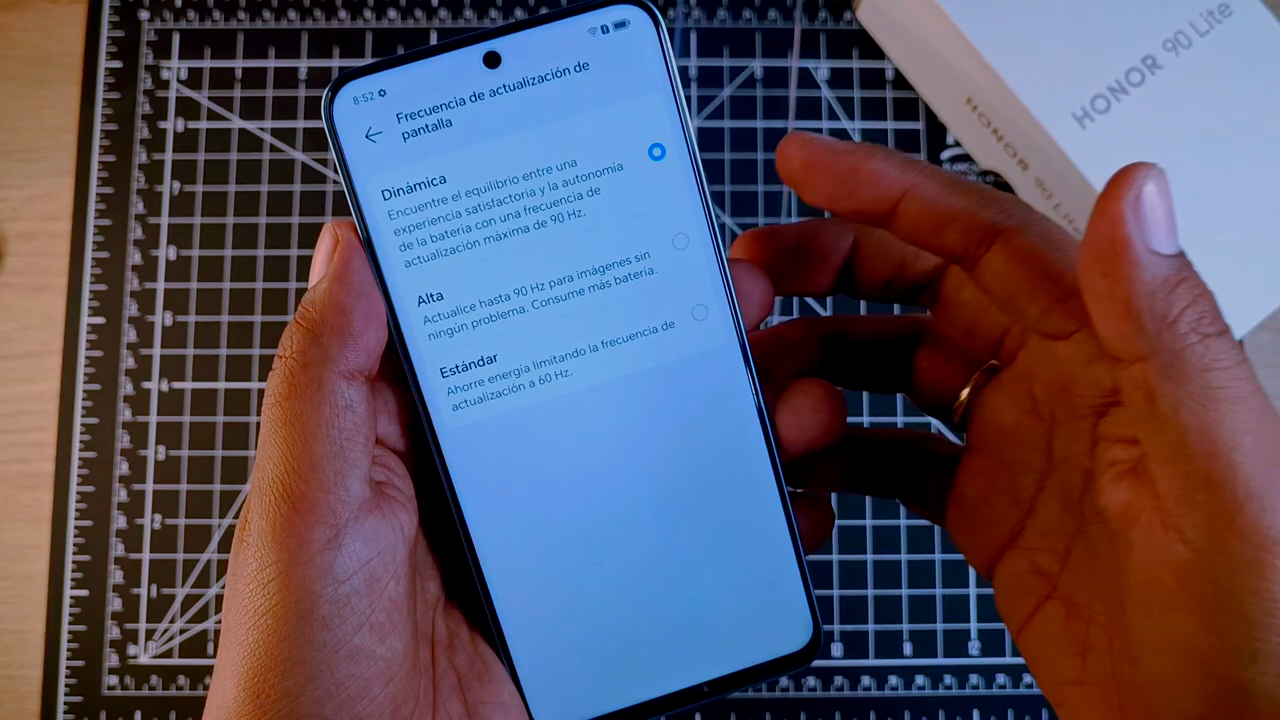 8:52
Frecuencia de actualización de
pantalla
Dinámica
Encuentre el equilibrio entre una
experiencia satisfactoria y la autonomía
de la batería con una frecuencia de
actualización máxima de 90 Hz.
Alta
Actualice hasta 90 Hz para imágenes sin
ningún problema. Consume más batería.
Estándar
Ahorre energía limitando la frecuencia de
actualización a 60 Hz.
HONOR 90 Lite
HONOR 90 Lite